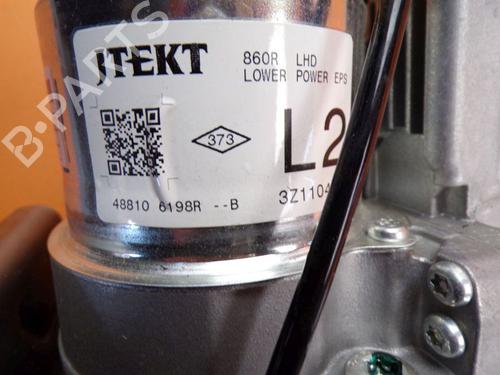 JTEKT
860R LHD
LOWER POWER EPS
373
L2
48810 6198R --B
3Z1104
B-PARTS